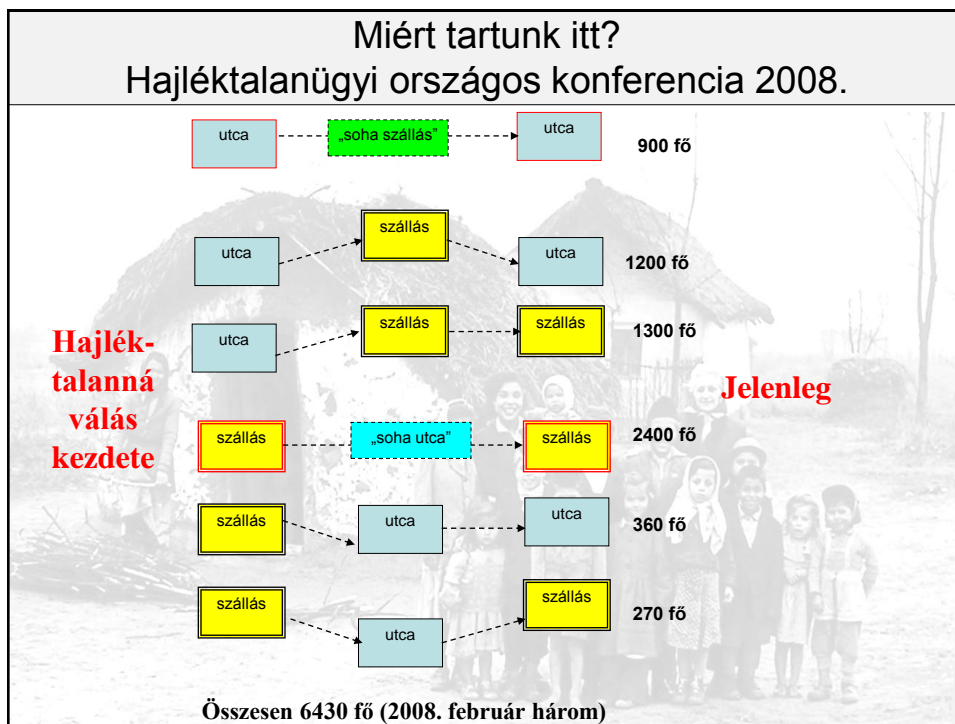 Miért tartunk itt?
Hajléktalanügyi országos konferencia 2008.
utca „soha szállás” utca 900 fő
utca szállás utca 1200 fő
utca szállás szállás 1300 fő
Hajlék-
talanná
válás
kezdete
Jelenleg
szállás „soha utca” szállás 2400 fő
szállás utca utca 360 fő
szállás utca szállás 270 fő
Összesen 6430 fő (2008. február három)